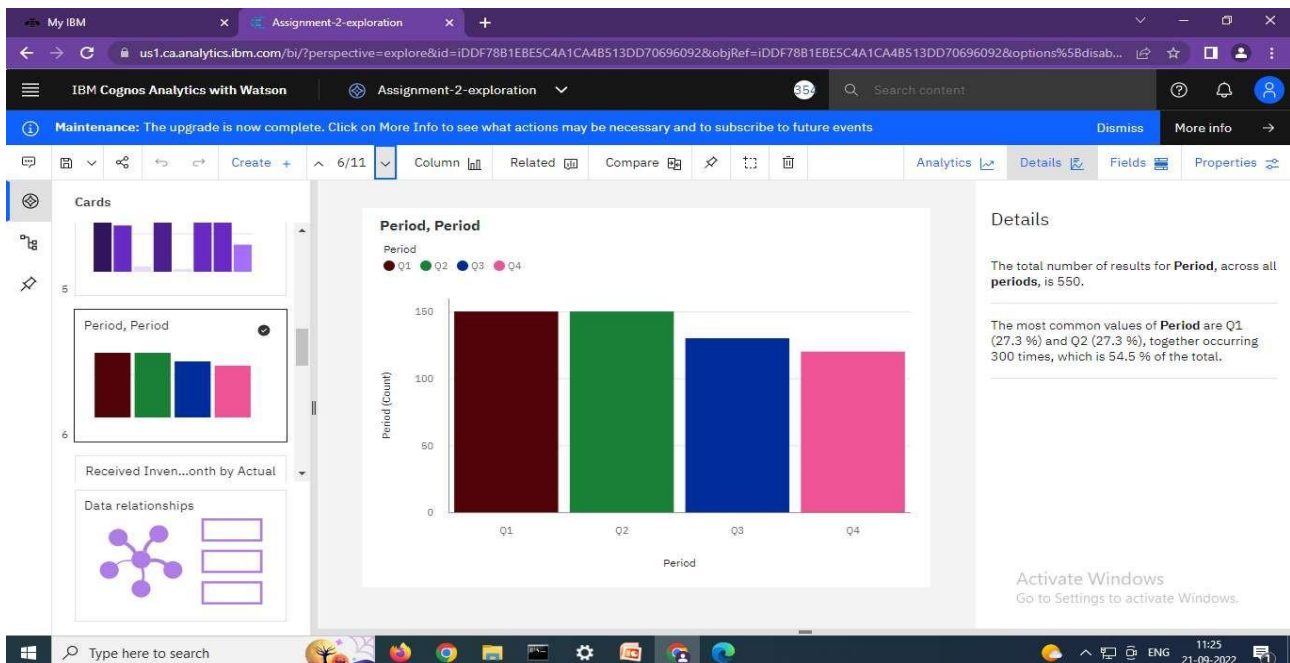 My IBM
Assignment-2-exploration
us1.ca.analytics.ibm.com/bi/?perspective=explore&id=iDDF78B1EBE5C4A1CA4B513DD70696092&objRef=iDDF78B1EBE5C4A1CA4B513DD70696092&options%5Bdisab...
IBM Cognos Analytics with Watson
Assignment-2-exploration
354
Search content
Maintenance: The upgrade is now complete. Click on More Info to see what actions may be necessary and to subscribe to future events
Dismiss
More info
Create +
6/11
Column
Related
Compare
Analytics
Details
Fields
Properties
Cards
5
Period, Period
6
Received Inven...onth by Actual
Data relationships
Period, Period
Period
Q1 Q2 Q3 Q4
150
100
50
0
Period (Count)
Q1 Q2 Q3 Q4
Period
Details
The total number of results for Period, across all
periods, is 550.
The most common values of Period are Q1
(27.3 %) and Q2 (27.3 %), together occurring
300 times, which is 54.5 % of the total.
Activate Windows
Go to Settings to activate Windows.
Type here to search
ENG
11:25
21-09-2022